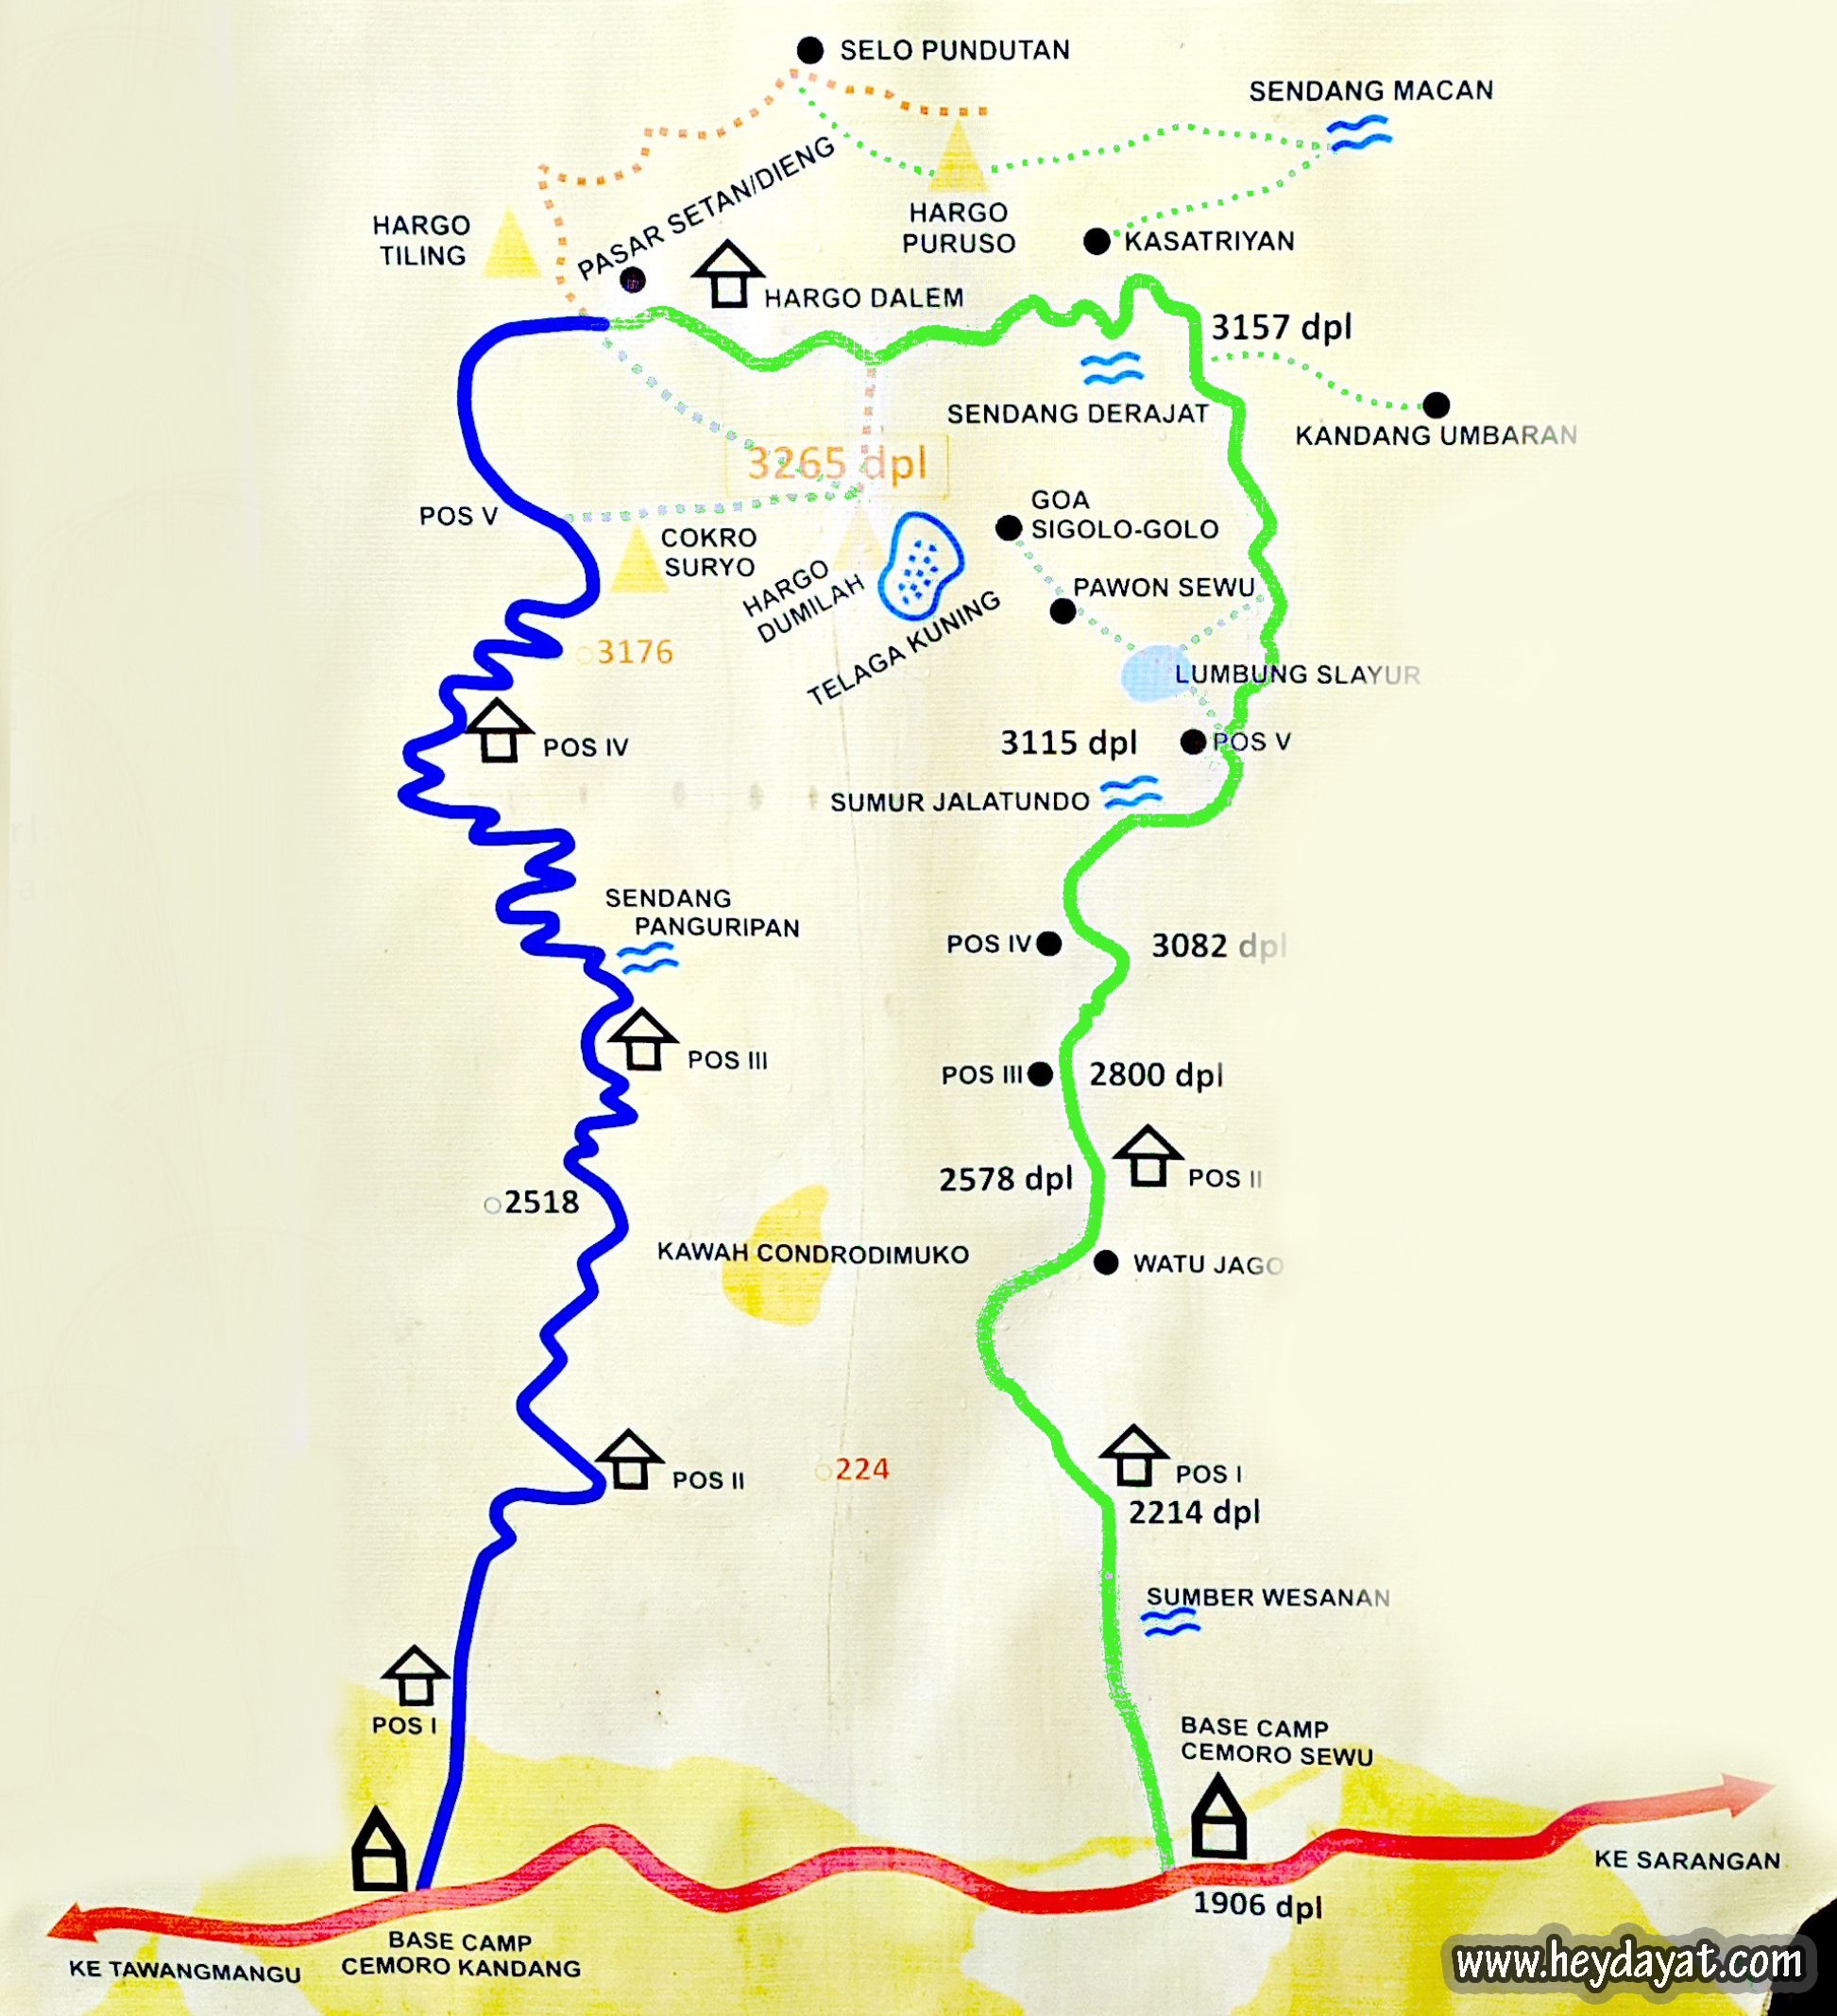 SELO PUNDUTAN
SENDANG MACAN
PASAR SETAN/DIENG
HARGO
TILING
HARGO
PURUSO
KASATRIYAN
HARGO DALEM
3157 dpl
SENDANG DERAJAT
KANDANG UMBARAN
3265 dpl
POS V
COKRO
SURYO
HARGO
DUMILAH
GOA
SIGOLO-GOLO
PAWON SEWU
TELAGA KUNING
3176
LUMBUNG SLAYUR
POS IV
3115 dpl
POS V
SUMUR JALATUNDO
SENDANG
PANGURIPAN
POS IV
3082 dpl
POS III
POS III
2800 dpl
2578 dpl
POS II
2518
KAWAH CONDRODIMUKO
WATU JAGO
POS II
224
POS I
2214 dpl
SUMBER WESANAN
POS I
BASE CAMP
CEMORO SEWU
KE SARANGAN
1906 dpl
BASE CAMP
CEMORO KANDANG
KE TAWANGMANGU
www.heydayat.com